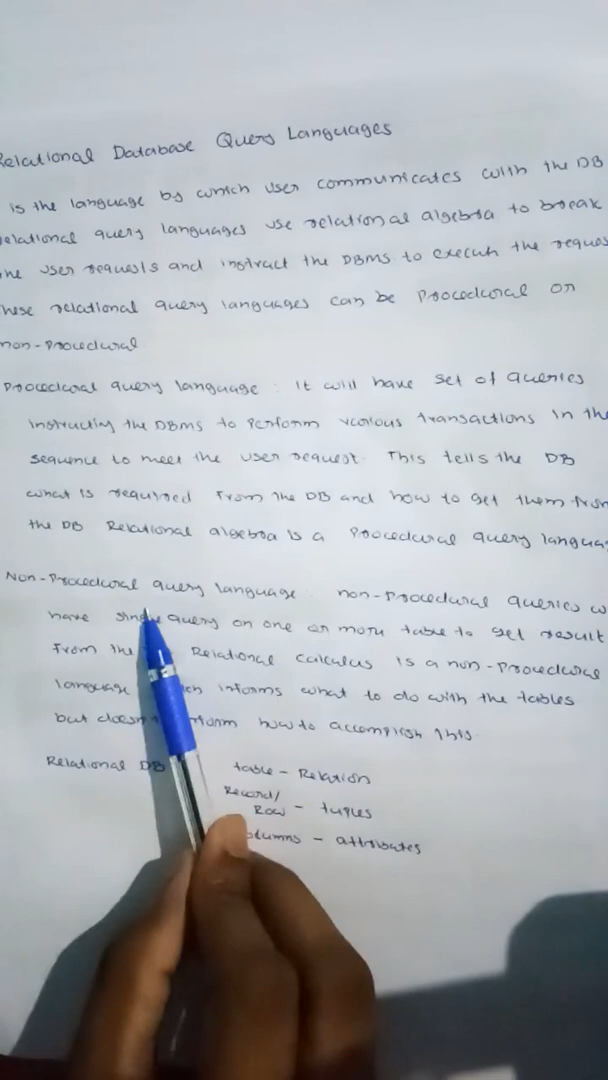 Relational Database Query Languages
is the language by which user communicates with the DB
relational query languages use relational algebra to break
the user requests and instruct the DBMS to execute the reques
These relational query languages can be procedural or
non-procedural
Procedural query language : it will have set of queries
instructing the DBMS to perform various transactions in the
sequence to meet the user request. This tells the DB
what is required from the DB and how to get them from
the DB Relational algebra is a procedural query langua
Non-procedural query language : non-procedural queries w
have single query on one or more table to get result
From the Relational calculus is a non-procedural
language informs what to do with the tables
but how to accomplish this.
Relational DB table - Relation
Record/
Row - tuples
columns - attributes